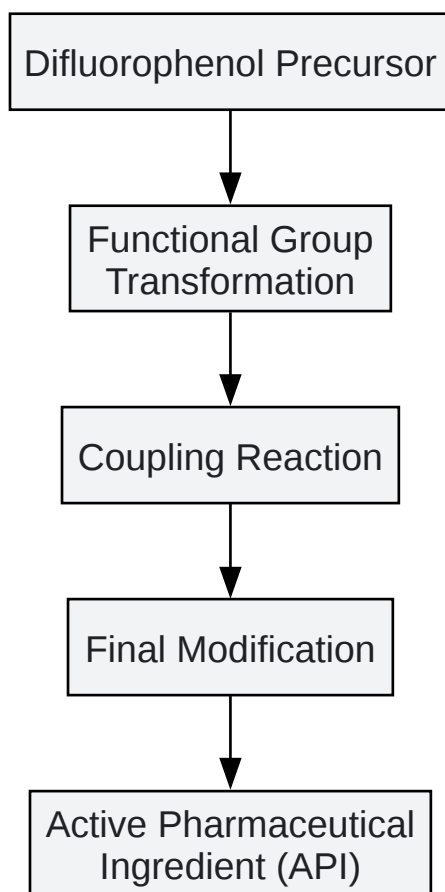 Difluorophenol Precursor
Functional Group
Transformation
Coupling Reaction
Final Modification
Active Pharmaceutical
Ingredient (API)